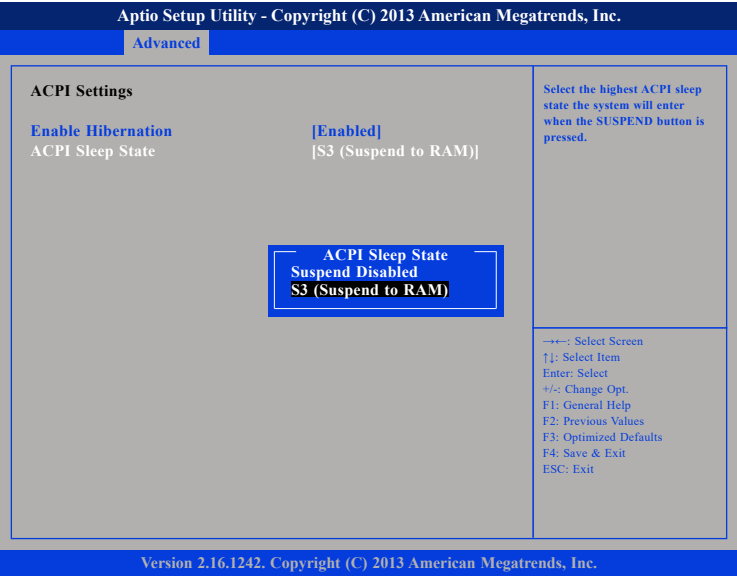 Aptio Setup Utility - Copyright (C) 2013 American Megatrends, Inc.
Advanced
ACPI Settings
Enable Hibernation [Enabled]
ACPI Sleep State [S3 (Suspend to RAM)]
ACPI Sleep State
Suspend Disabled
S3 (Suspend to RAM)
Select the highest ACPI sleep
state the system will enter
when the SUSPEND button is
pressed.
→←: Select Screen
↑↓: Select Item
Enter: Select
+/-: Change Opt.
F1: General Help
F2: Previous Values
F3: Optimized Defaults
F4: Save & Exit
ESC: Exit
Version 2.16.1242. Copyright (C) 2013 American Megatrends, Inc.